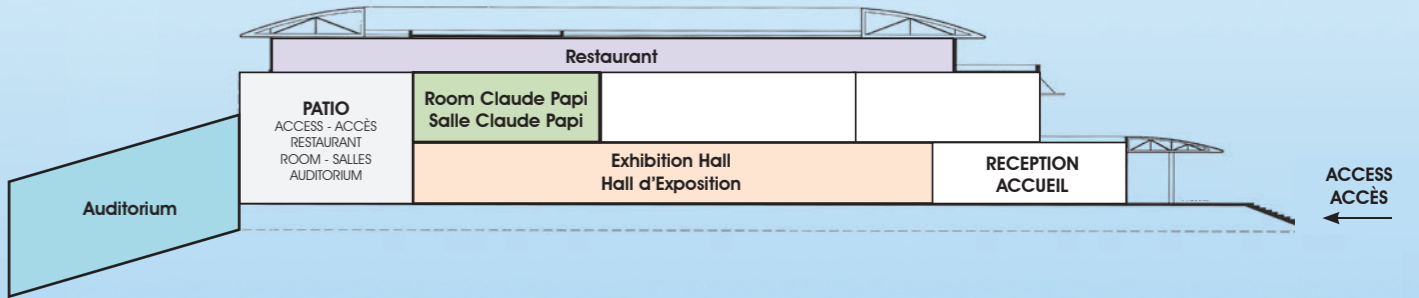 Restaurant
PATIO
ACCESS - ACCÈS
RESTAURANT
ROOM - SALLES
AUDITORIUM
Room Claude Papi
Salle Claude Papi
Exhibition Hall
Hall d'Exposition
RECEPTION
ACCUEIL
ACCESS
ACCÈS
Auditorium